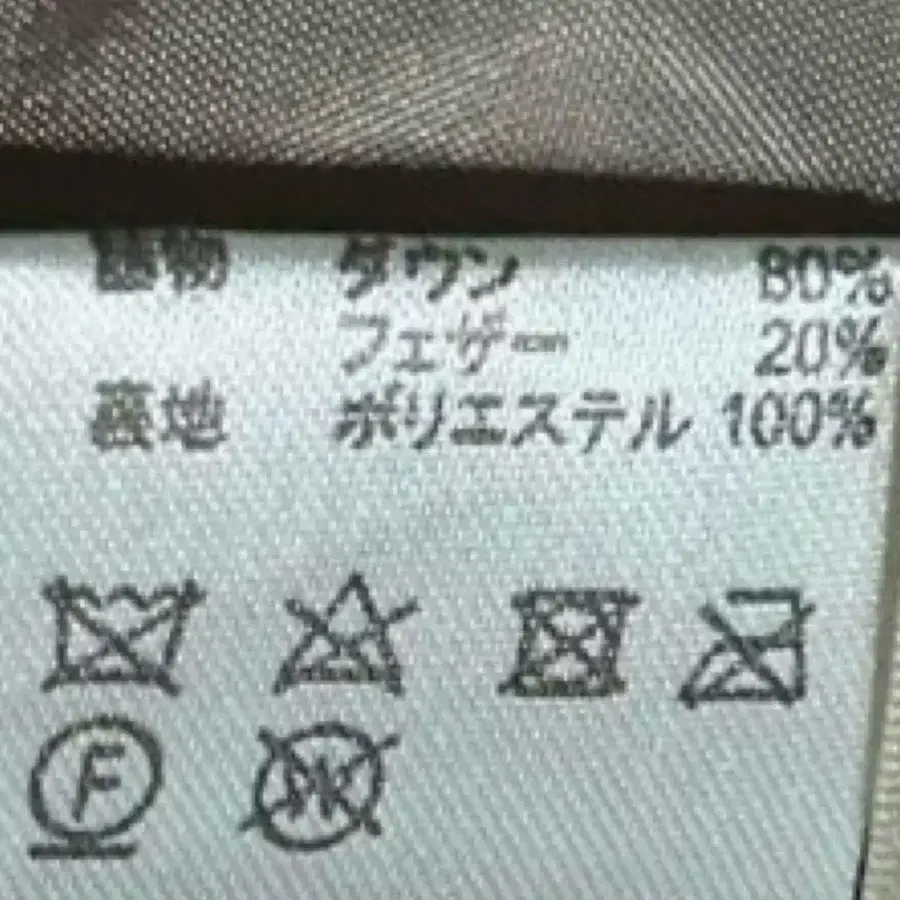 詰物 ダウン 80%
フェザー 20%
裏地 ポリエステル 100%
F